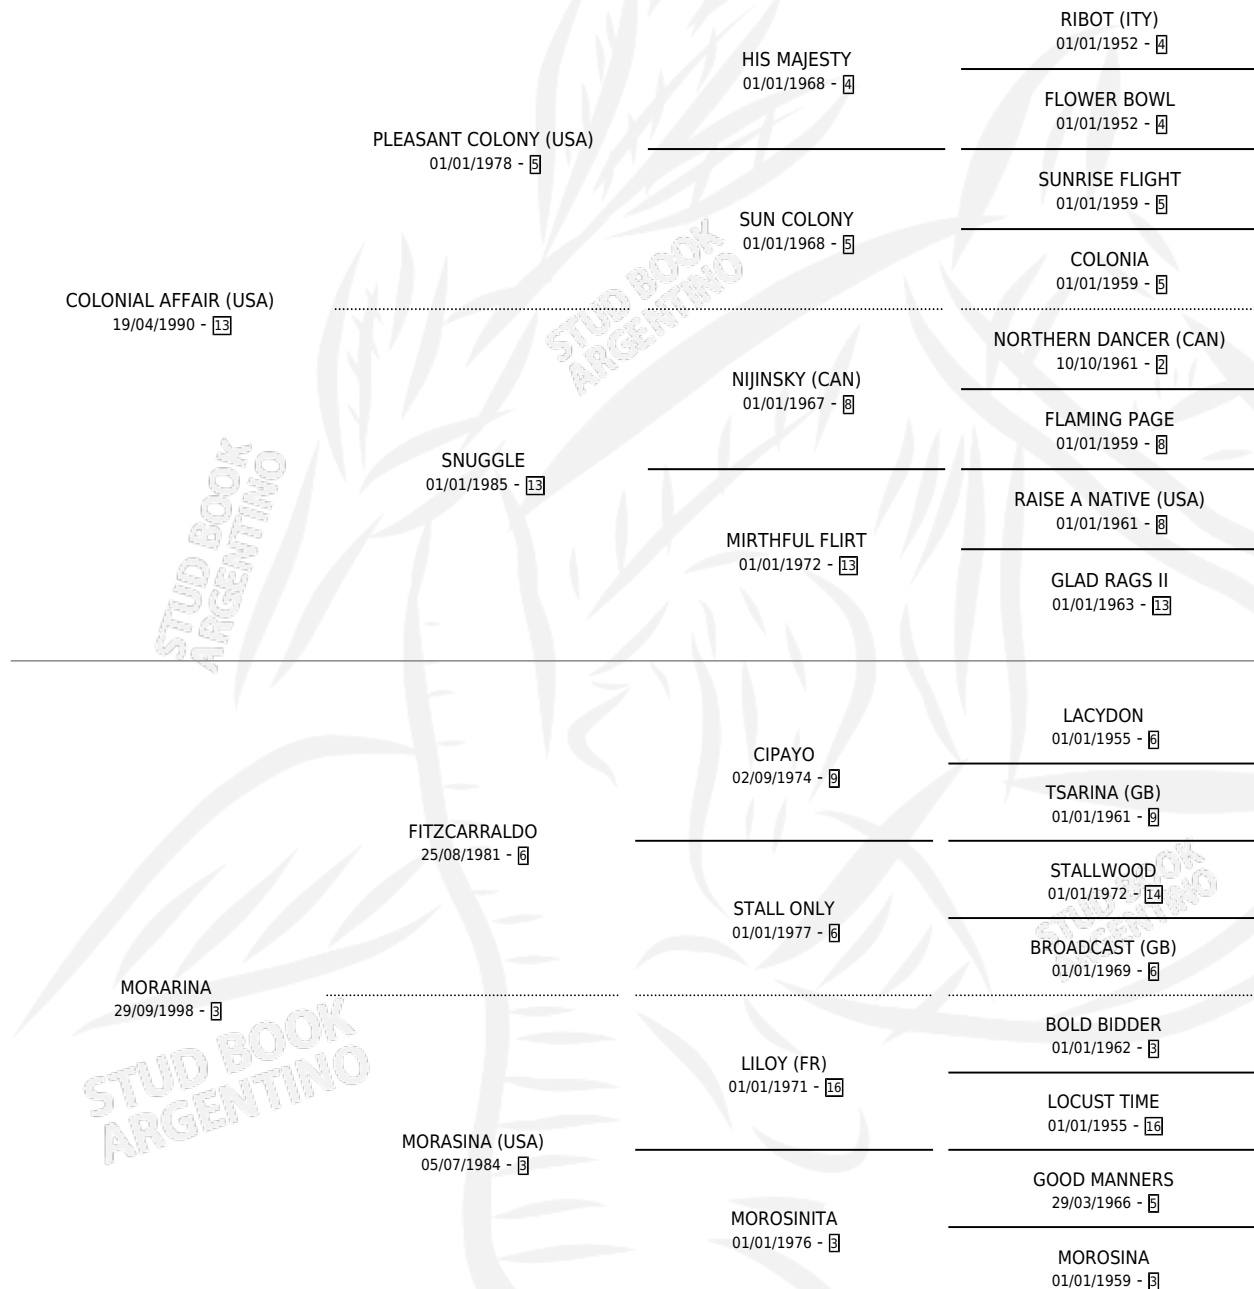 RIBOT (ITY)
01/01/1952 - 4
HIS MAJESTY
01/01/1968 - 4
FLOWER BOWL
01/01/1952 - 4
PLEASANT COLONY (USA)
01/01/1978 - 5
SUNRISE FLIGHT
01/01/1959 - 5
SUN COLONY
01/01/1968 - 5
COLONIA
01/01/1959 - 5
COLONIAL AFFAIR (USA)
19/04/1990 - 13
NORTHERN DANCER (CAN)
10/10/1961 - 2
NIJINSKY (CAN)
01/01/1967 - 8
FLAMING PAGE
01/01/1959 - 8
SNUGGLE
01/01/1985 - 13
RAISE A NATIVE (USA)
01/01/1961 - 8
MIRTHFUL FLIRT
01/01/1972 - 13
GLAD RAGS II
01/01/1963 - 13
LACYDON
01/01/1955 - 6
CIPAYO
02/09/1974 - 9
TSARINA (GB)
01/01/1961 - 9
FITZCARRALDO
25/08/1981 - 6
STALLWOOD
01/01/1972 - 14
STALL ONLY
01/01/1977 - 6
BROADCAST (GB)
01/01/1969 - 6
MORARINA
29/09/1998 - 3
BOLD BIDDER
01/01/1962 - 3
LILOY (FR)
01/01/1971 - 16
LOCUST TIME
01/01/1955 - 16
MORASINA (USA)
05/07/1984 - 3
GOOD MANNERS
29/03/1966 - 5
MOROSINITA
01/01/1976 - 3
MOROSINA
01/01/1959 - 3
STUD BOOK
ARGENTINO
STUD BOOK
ARGENTINO
STUD BOOK
ARGENTINO
STUD BOOK
ARGENTINO